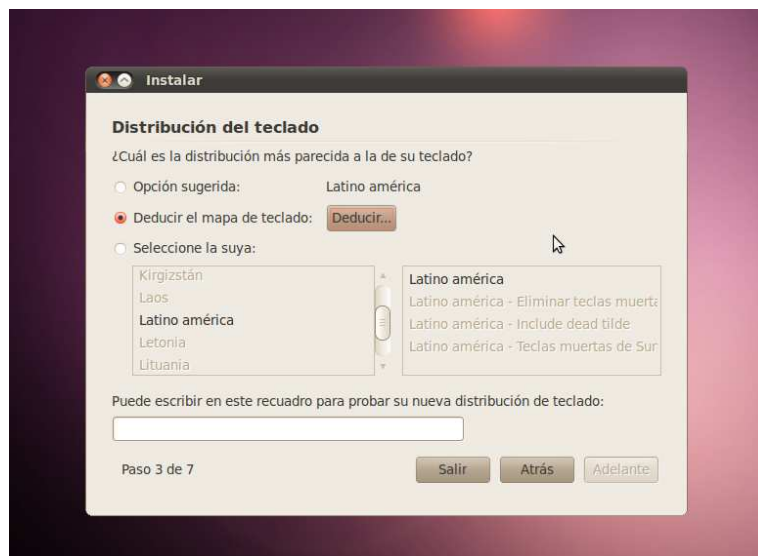 Instalar
Distribución del teclado
¿Cuál es la distribución más parecida a la de su teclado?
Opción sugerida: Latino américa
Deducir el mapa de teclado: Deducir...
Seleccione la suya:
Kirgizstán
Laos
Latino américa
Letonia
Lituania
Latino américa
Latino américa - Eliminar teclas muerta
Latino américa - Include dead tilde
Latino américa - Teclas muertas de Sur
Puede escribir en este recuadro para probar su nueva distribución de teclado:
Paso 3 de 7 Salir Atrás Adelante